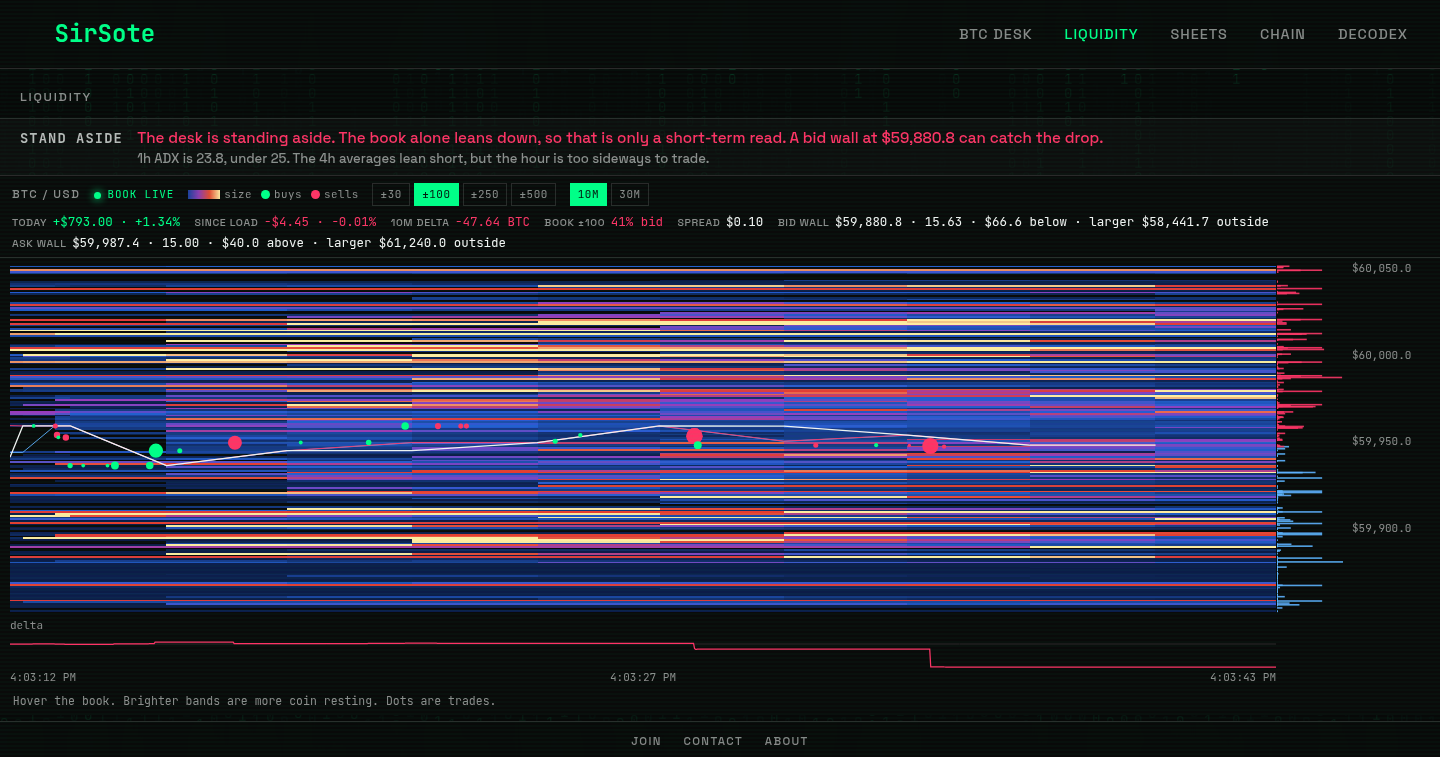 SirSote
BTC DESK LIQUIDITY SHEETS CHAIN DECODEX
LIQUIDITY
STAND ASIDE The desk is standing aside. The book alone leans down, so that is only a short-term read. A bid wall at $59,880.8 can catch the drop.
1h ADX is 23.8, under 25. The 4h averages lean short, but the hour is too sideways to trade.
BTC / USD BOOK LIVE size buys sells ±30 ±100 ±250 ±500 10M 30M
TODAY +$793.00 · +1.34% SINCE LOAD -$4.45 · -0.01% 10M DELTA -47.64 BTC BOOK ±100 41% bid SPREAD $0.10 BID WALL $59,880.8 · 15.63 · $66.6 below · larger $58,441.7 outside
ASK WALL $59,987.4 · 15.00 · $40.0 above · larger $61,240.0 outside
$60,050.0
$60,000.0
$59,950.0
$59,900.0
delta
4:03:12 PM 4:03:27 PM 4:03:43 PM
Hover the book. Brighter bands are more coin resting. Dots are trades.
JOIN CONTACT ABOUT